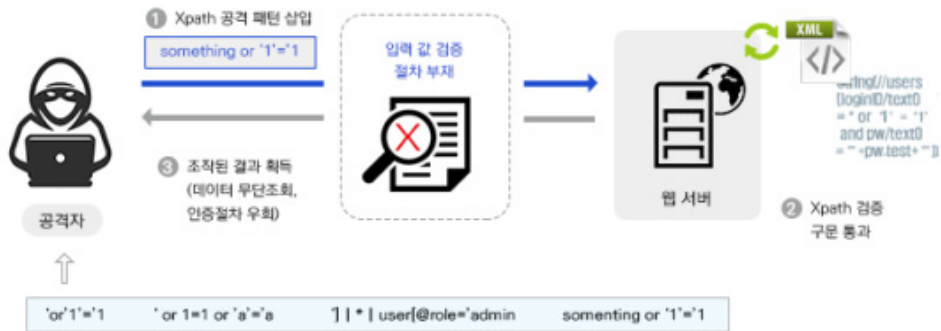 ① Xpath 공격 패턴 삽입
something or '1'='1
입력 값 검증
절차 부재
XML
</>
string(//users
[loginID/text()
= '' or '1' = '1'
and pw/text()
= '"+pw.test+"'])
웹 서버
② Xpath 검증
구문 통과
③ 조작된 결과 획득
(데이터 무단조회,
인증절차 우회)
공격자
'or'1'='1
' or 1=1 or 'a'='a
'] | * | user[@role='admin
somenting or '1'='1